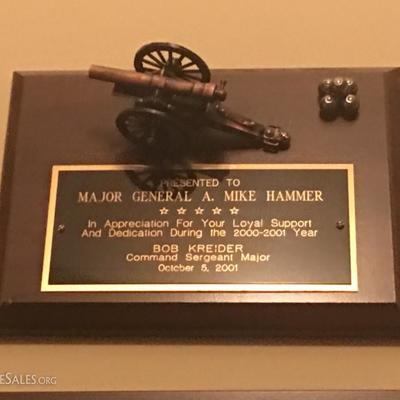 PRESENTED TO
MAJOR GENERAL A. MIKE HAMMER
In Appreciation For Your Loyal Support
And Dedication During the 2000-2001 Year
BOB KREIDER
Command Sergeant Major
October 5, 2001
ESALES.ORG